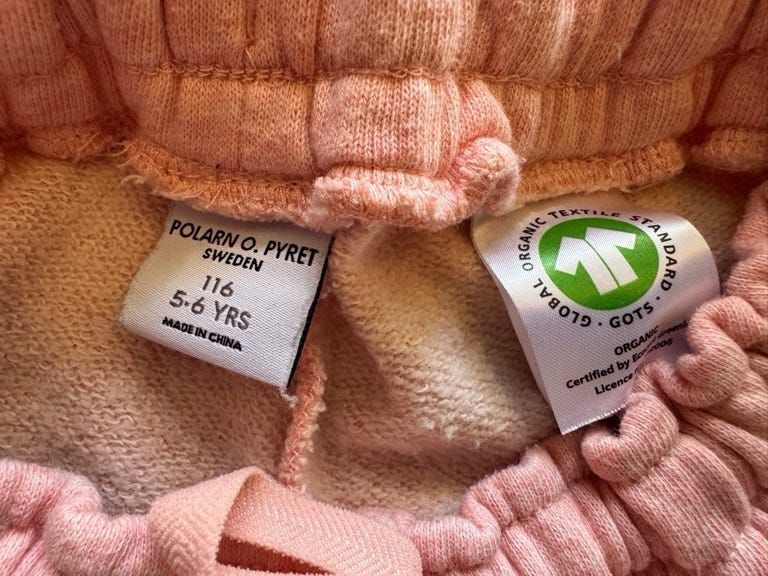 POLARN O. PYRET
SWEDEN
116
5-6 YRS
MADE IN CHINA
GLOBAL ORGANIC TEXTILE STANDARD · GOTS ·
ORGANIC
Certified by
Licence